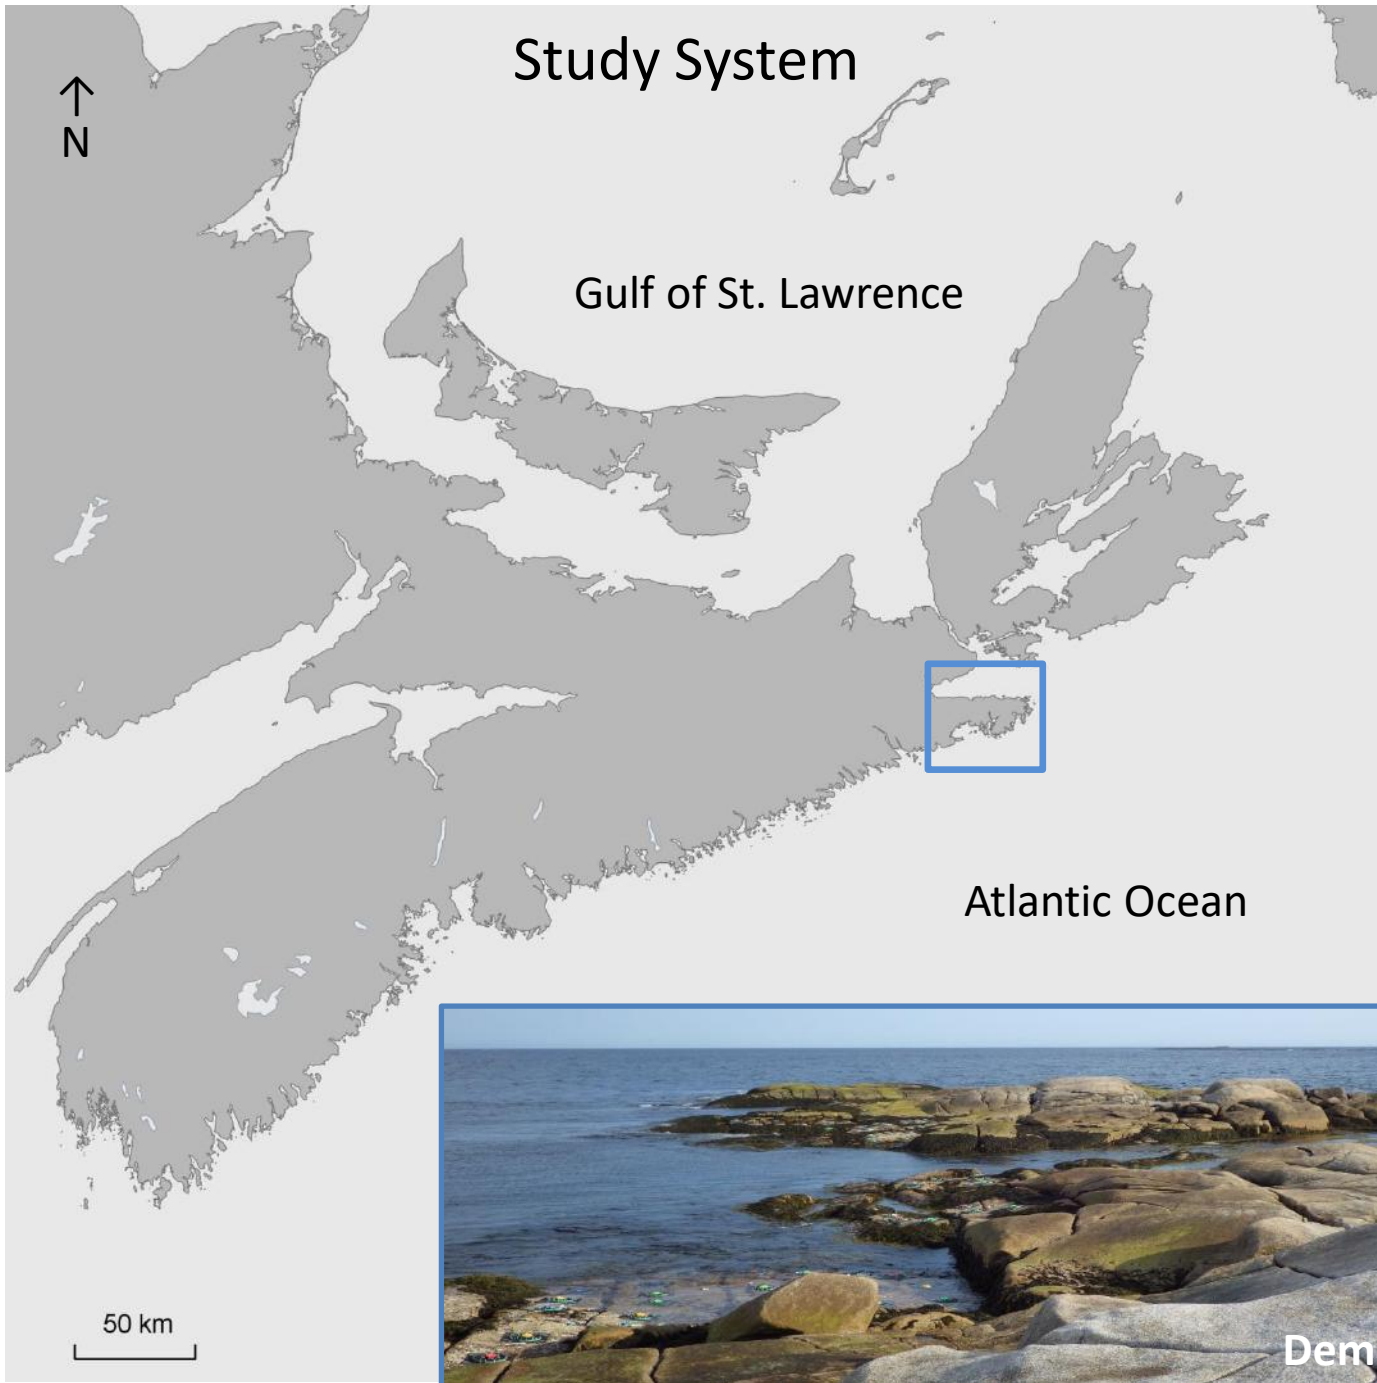 Study System
↑
N
Gulf of St. Lawrence
Atlantic Ocean
50 km
Dem